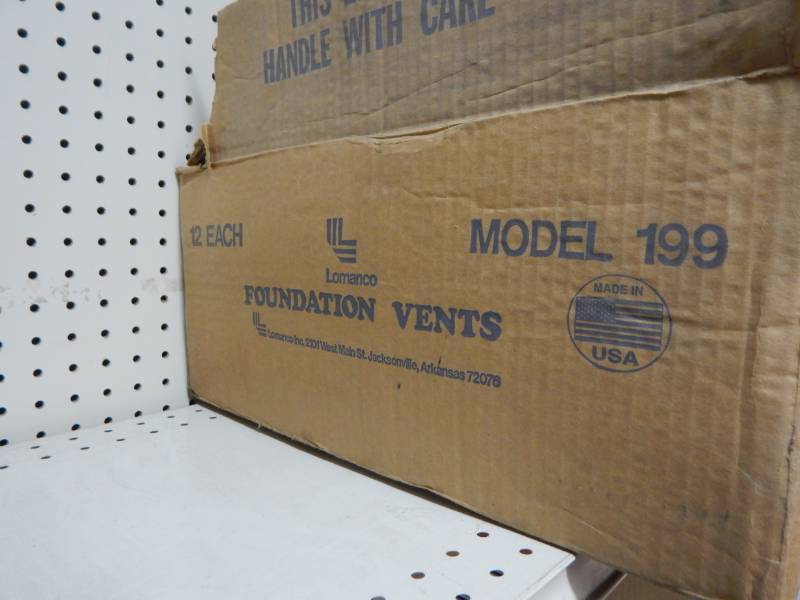 THIS
HANDLE WITH CARE
12 EACH
Lomanco
MODEL 199
FOUNDATION VENTS
Lomanco Inc. 2101 West Main St. Jacksonville, Arkansas 72076
MADE IN
USA